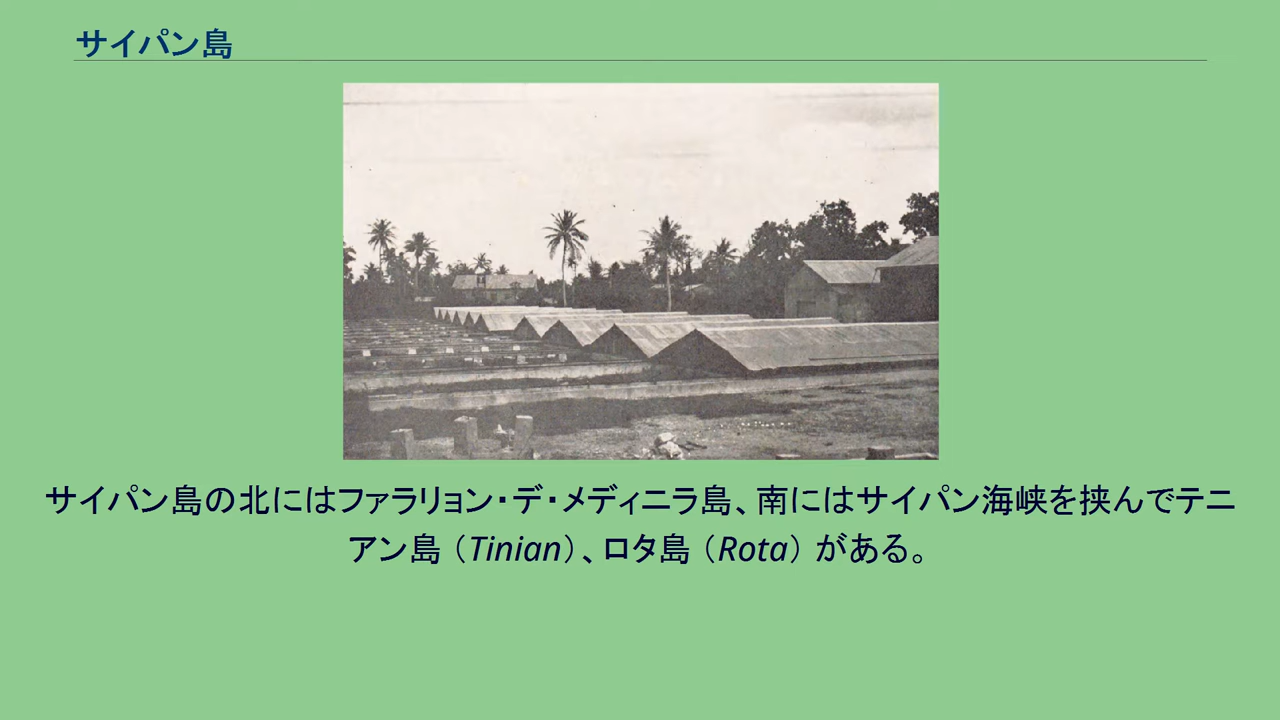 サイパン島
サイパン島の北にはファラリョン・デ・メディニラ島、南にはサイパン海峡を挟んでテニ
アン島（Tinian）、ロタ島（Rota） がある。